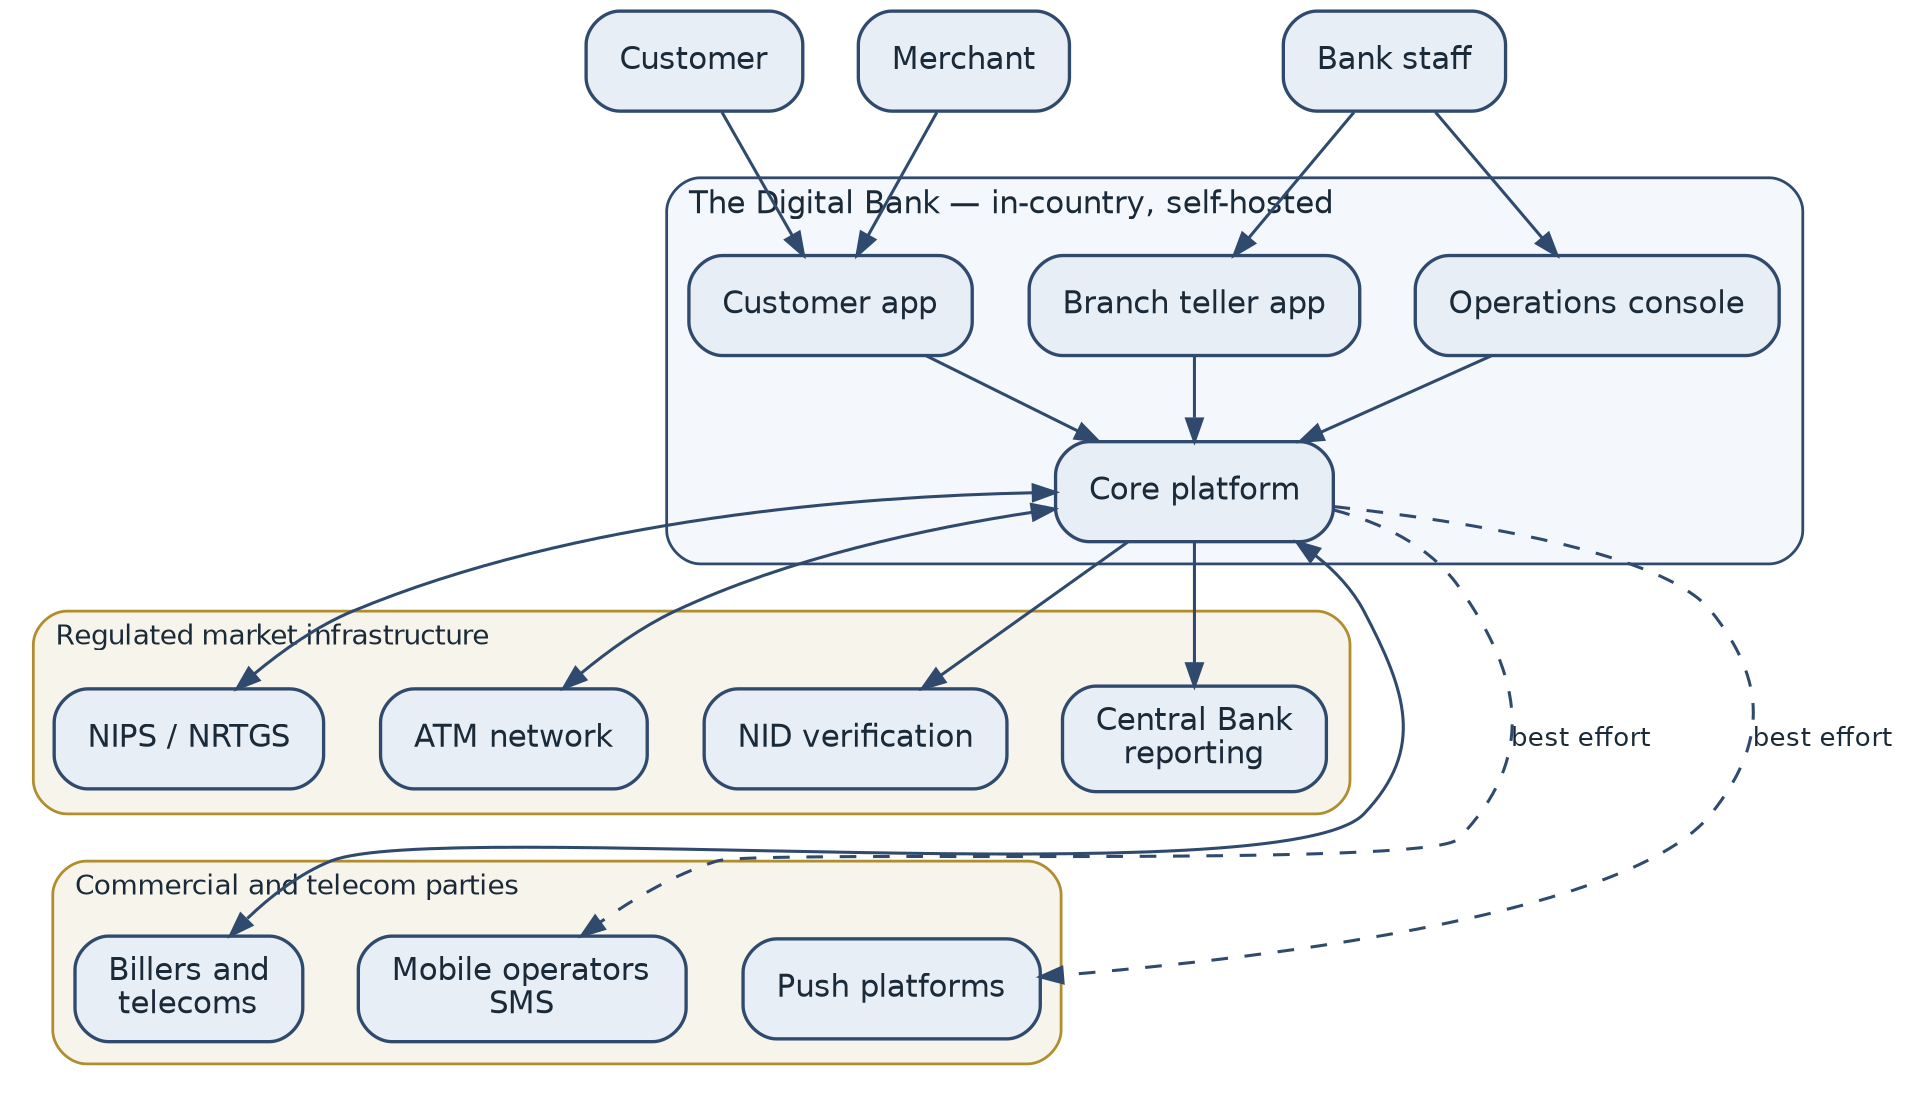 Customer
Merchant
Bank staff
The Digital Bank — in-country, self-hosted
Customer app
Branch teller app
Operations console
Core platform
Regulated market infrastructure
NIPS / NRTGS
ATM network
NID verification
Central Bank
reporting
best effort
best effort
Commercial and telecom parties
Billers and
telecoms
Mobile operators
SMS
Push platforms